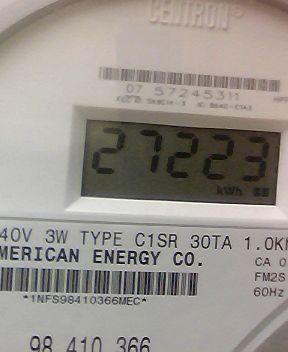 CENTRON®
07 57245311
27223
kWh
40V 3W TYPE C1SR 30TA 1.0K
MERICAN ENERGY CO.
CA 0
FM2S
60Hz
*1NFS98410366MEC*
98 410 366